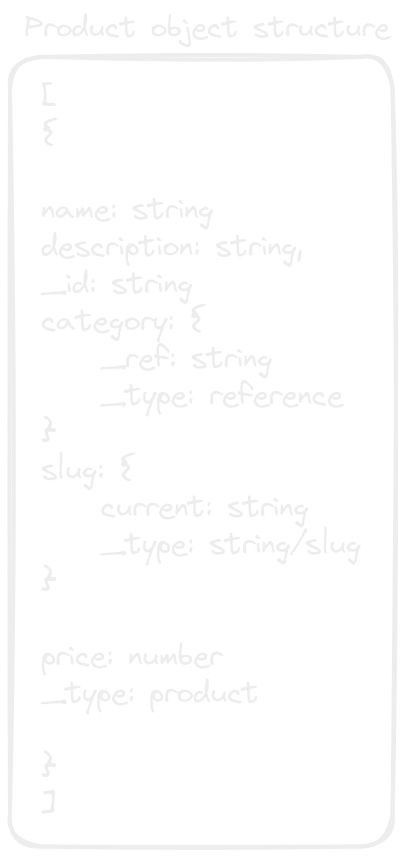 Product object structure
[
{
name: string
description: string,
_id: string
category: {
_ref: string
_type: reference
}
slug: {
current: string
_type: string/slug
}
price: number
_type: product
}
]